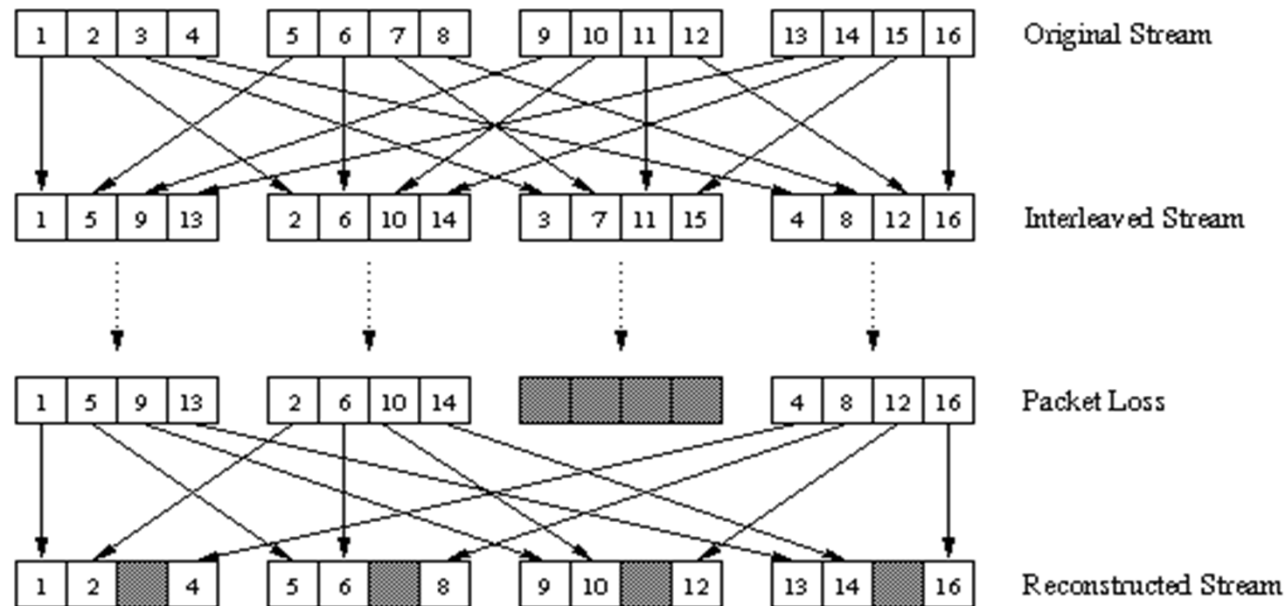 1 2 3 4 5 6 7 8 9 10 11 12 13 14 15 16 Original Stream
1 5 9 13 2 6 10 14 3 7 11 15 4 8 12 16 Interleaved Stream
1 5 9 13 2 6 10 14 4 8 12 16 Packet Loss
1 2 4 5 6 8 9 10 12 13 14 16 Reconstructed Stream